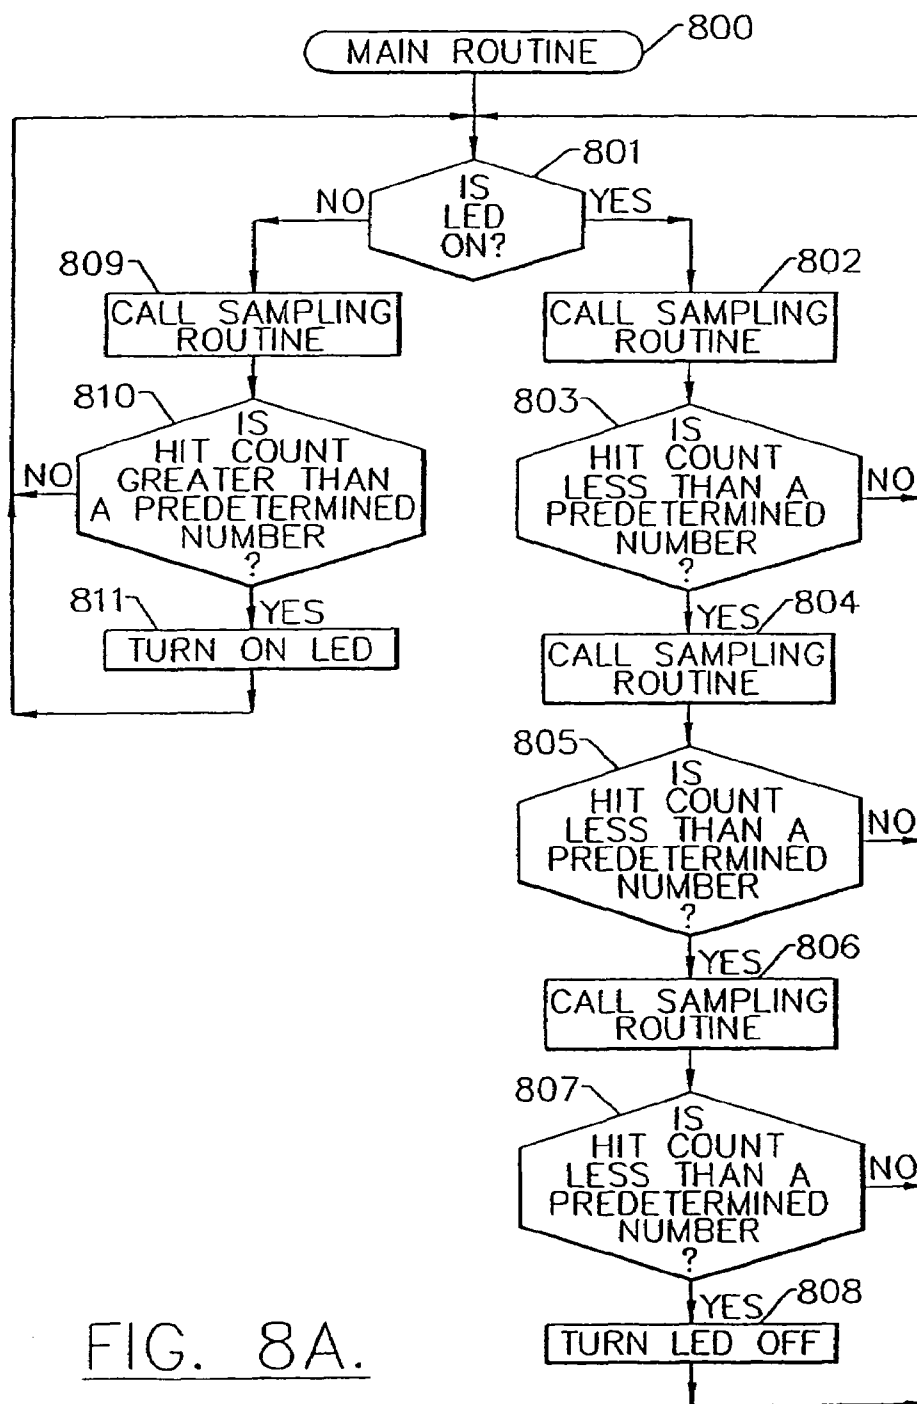 MAIN ROUTINE
800
801
IS
LED
ON?
NO
YES
809
CALL SAMPLING
ROUTINE
802
CALL SAMPLING
ROUTINE
810
IS
HIT COUNT
GREATER THAN
A PREDETERMINED
NUMBER
?
NO
YES
803
IS
HIT COUNT
LESS THAN A
PREDETERMINED
NUMBER
?
NO
YES
811
TURN ON LED
804
CALL SAMPLING
ROUTINE
805
IS
HIT COUNT
LESS THAN A
PREDETERMINED
NUMBER
?
NO
YES
806
CALL SAMPLING
ROUTINE
807
IS
HIT COUNT
LESS THAN A
PREDETERMINED
NUMBER
?
NO
YES
808
TURN LED OFF
FIG. 8A.